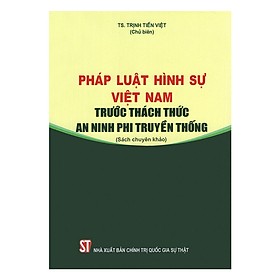 TS. TRỊNH TIẾN VIỆT
(Chủ biên)
PHÁP LUẬT HÌNH SỰ
VIỆT NAM
TRƯỚC THÁCH THỨC
AN NINH PHI TRUYỀN THỐNG
(Sách chuyên khảo)
ST NHÀ XUẤT BẢN CHÍNH TRỊ QUỐC GIA SỰ THẬT